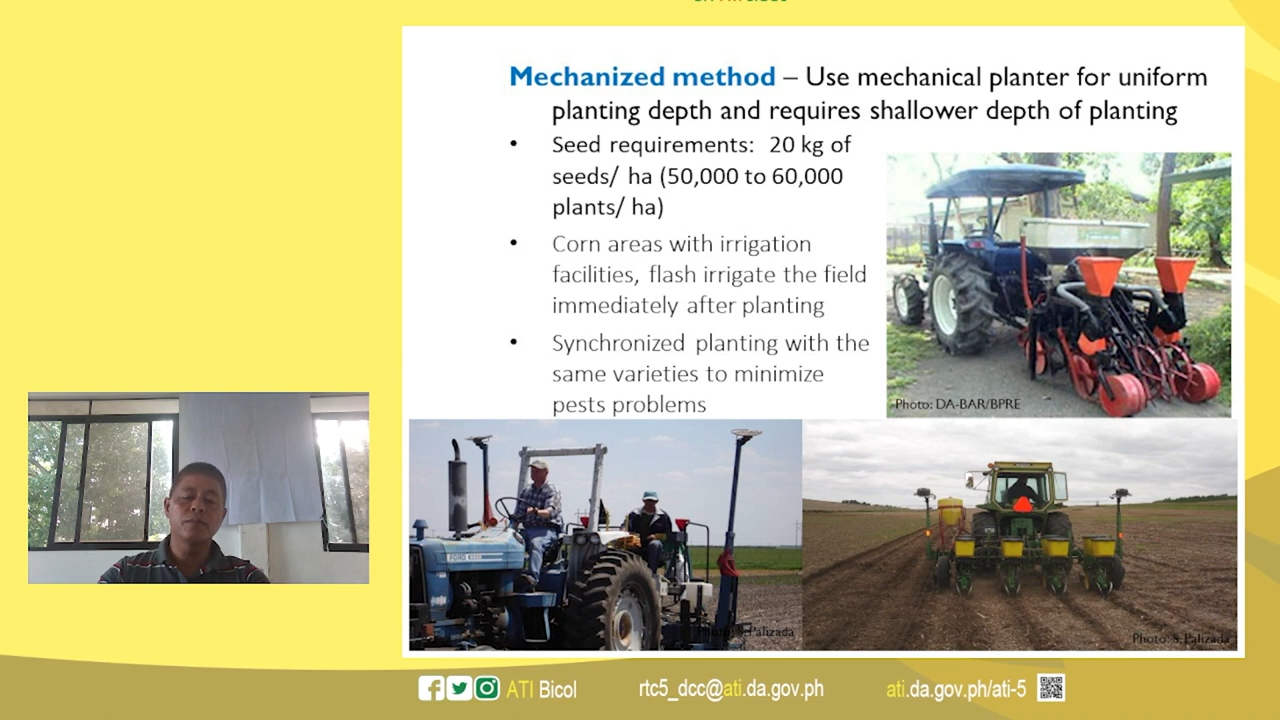 Mechanized method – Use mechanical planter for uniform
planting depth and requires shallower depth of planting
• Seed requirements: 20 kg of
seeds/ ha (50,000 to 60,000
plants/ ha)
• Corn areas with irrigation
facilities, flash irrigate the field
immediately after planting
• Synchronized planting with the
same varieties to minimize
pests problems
Photo: DA-BAR/BPRE
FORD
Photo: S. Palizada
Photo: S. Palizada
ATI Bicol
rtc5_dcc@ati.da.gov.ph
ati.da.gov.ph/ati-5